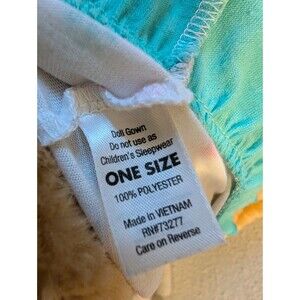 Doll Gown
Do not use as
Children's Sleepwear
ONE SIZE
100% POLYESTER
Made in VIETNAM
RN#73277
Care on Reverse